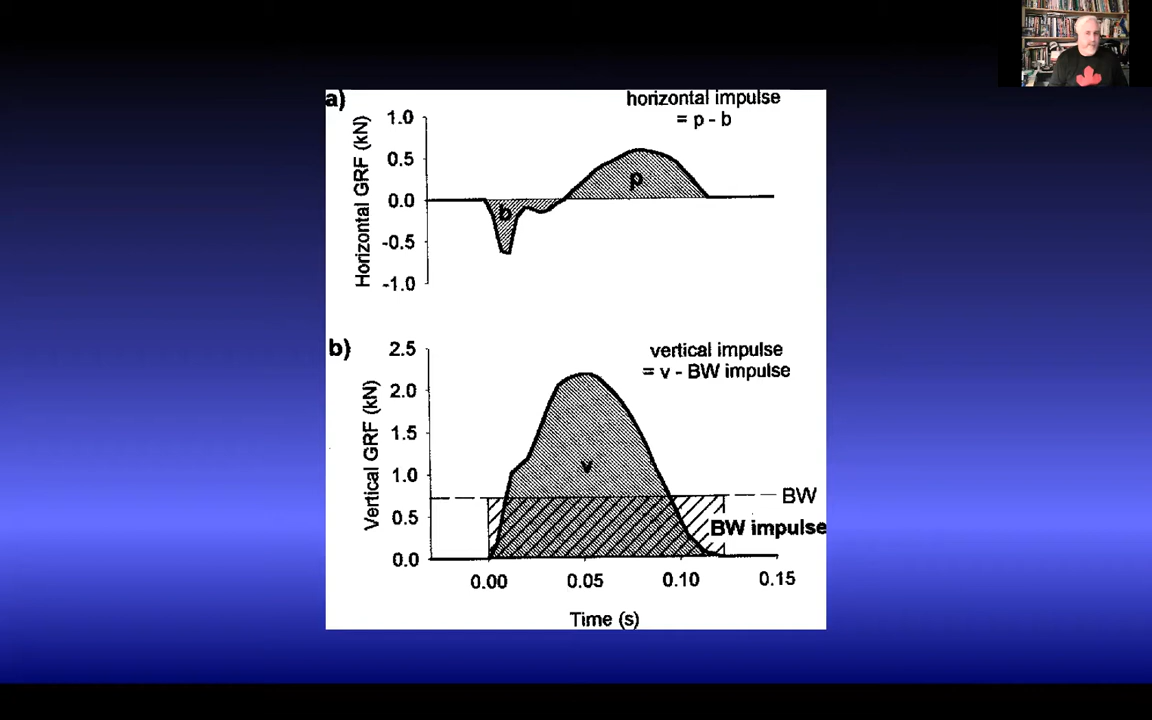 a)
horizontal impulse
= p - b
Horizontal GRF (kN)
1.0
0.5
0.0
-0.5
-1.0
b
p
b)
vertical impulse
= v - BW impulse
Vertical GRF (kN)
2.5
2.0
1.5
1.0
0.5
0.0
v
BW
BW impulse
0.00
0.05
0.10
0.15
Time (s)